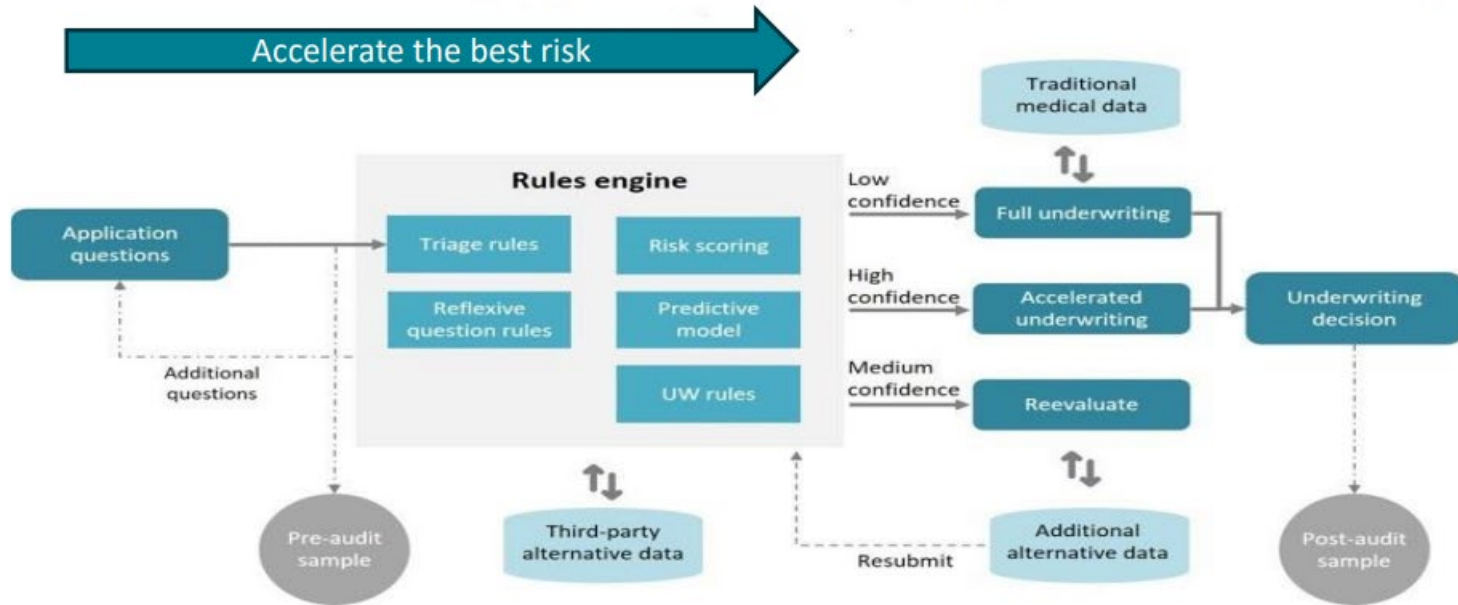 Accelerate the best risk
Traditional
medical data
Rules engine
Low
confidence
Full underwriting
Application
questions
Triage rules
Risk scoring
High
confidence
Accelerated
underwriting
Underwriting
decision
Reflexive
question rules
Predictive
model
Additional
questions
Medium
confidence
UW rules
Reevaluate
Pre-audit
sample
Third-party
alternative data
Resubmit
Additional
alternative data
Post-audit
sample